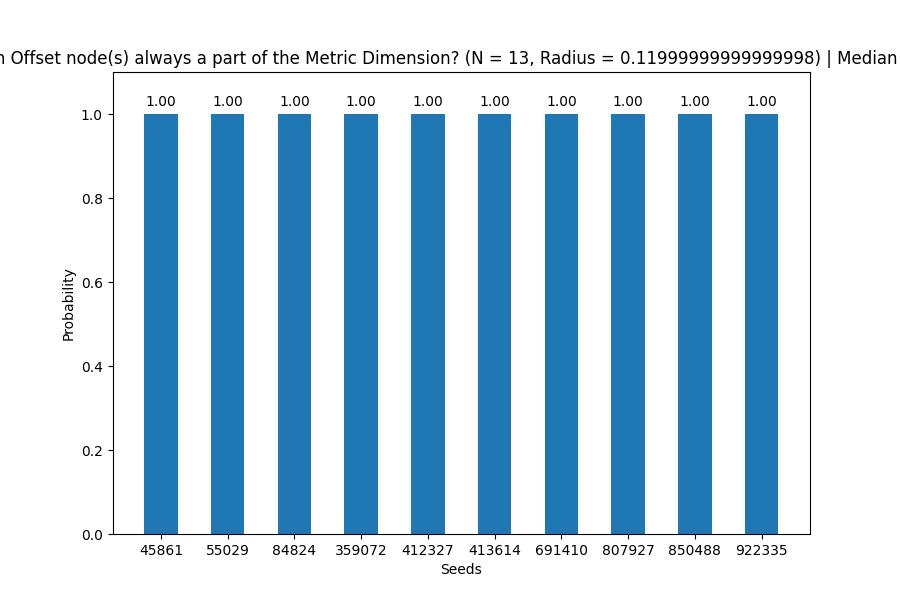 Offset node(s) always a part of the Metric Dimension? (N = 13, Radius = 0.11999999999999998) | Median
1.00 1.00 1.00 1.00 1.00 1.00 1.00 1.00 1.00 1.00
1.0
0.8
0.6
0.4
0.2
0.0
Probability
45861 55029 84824 359072 412327 413614 691410 807927 850488 922335
Seeds